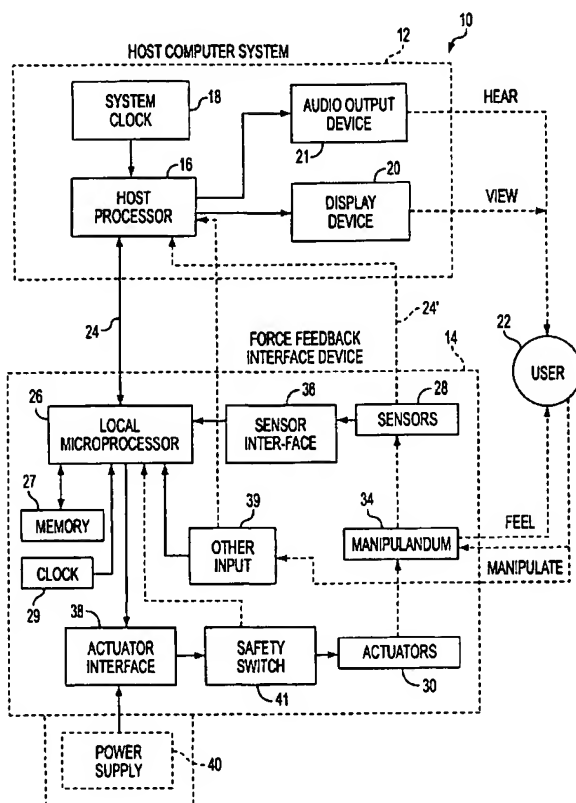 10
HOST COMPUTER SYSTEM
12
SYSTEM
CLOCK
18
AUDIO OUTPUT
DEVICE
21
HEAR
16
HOST
PROCESSOR
20
DISPLAY
DEVICE
VIEW
24
24'
FORCE FEEDBACK
INTERFACE DEVICE
14
22
USER
26
LOCAL
MICROPROCESSOR
36
SENSOR
INTER-FACE
28
SENSORS
27
MEMORY
39
OTHER
INPUT
34
MANIPULANDUM
FEEL
MANIPULATE
CLOCK
29
38
ACTUATOR
INTERFACE
SAFETY
SWITCH
41
ACTUATORS
30
POWER
SUPPLY
40